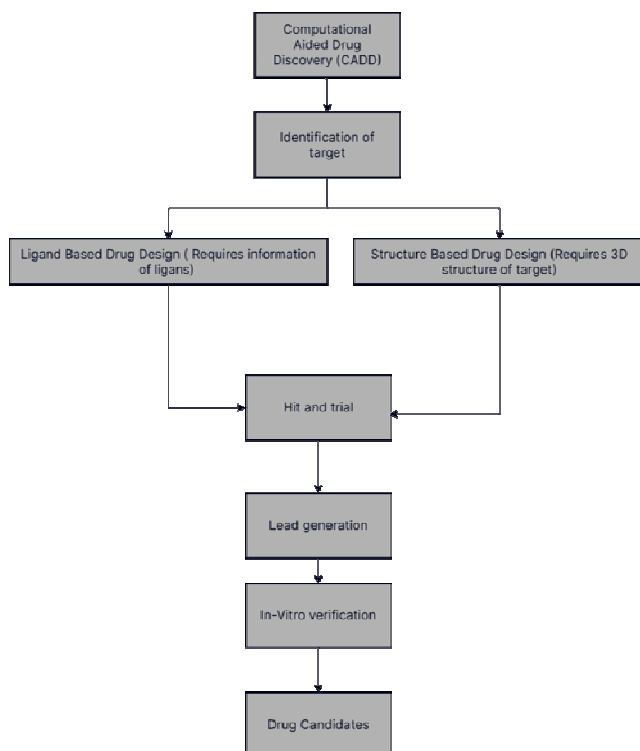 Computational
Aided Drug
Discovery (CADD)
Identification of
target
Ligand Based Drug Design ( Requires information
of ligans)
Structure Based Drug Design (Requires 3D
structure of target)
Hit and trial
Lead generation
In-Vitro verification
Drug Candidates